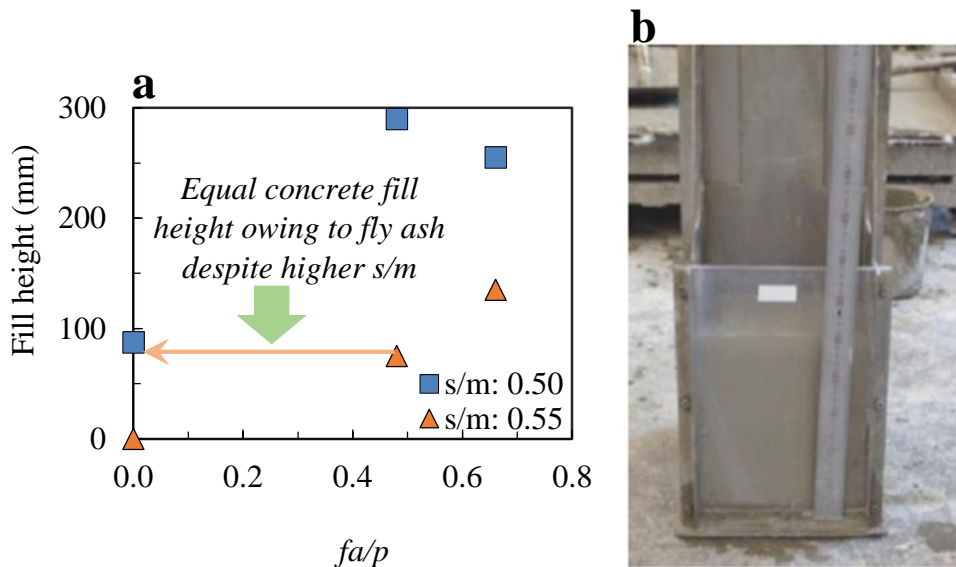 a
b
Fill height (mm)
300
200
100
0
Equal concrete fill
height owing to fly ash
despite higher s/m
s/m: 0.50
s/m: 0.55
0.0
0.2
0.4
0.6
0.8
fa/p